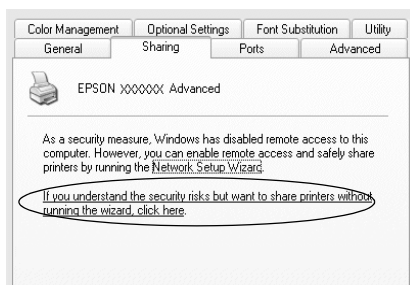 Color Management Optional Settings Font Substitution Utility
General Sharing Ports Advanced
EPSON XXXXXX Advanced
As a security measure, Windows has disabled remote access to this
computer. However, you can enable remote access and safely share
printers by running the Network Setup Wizard.
If you understand the security risks but want to share printers without
running the wizard, click here.